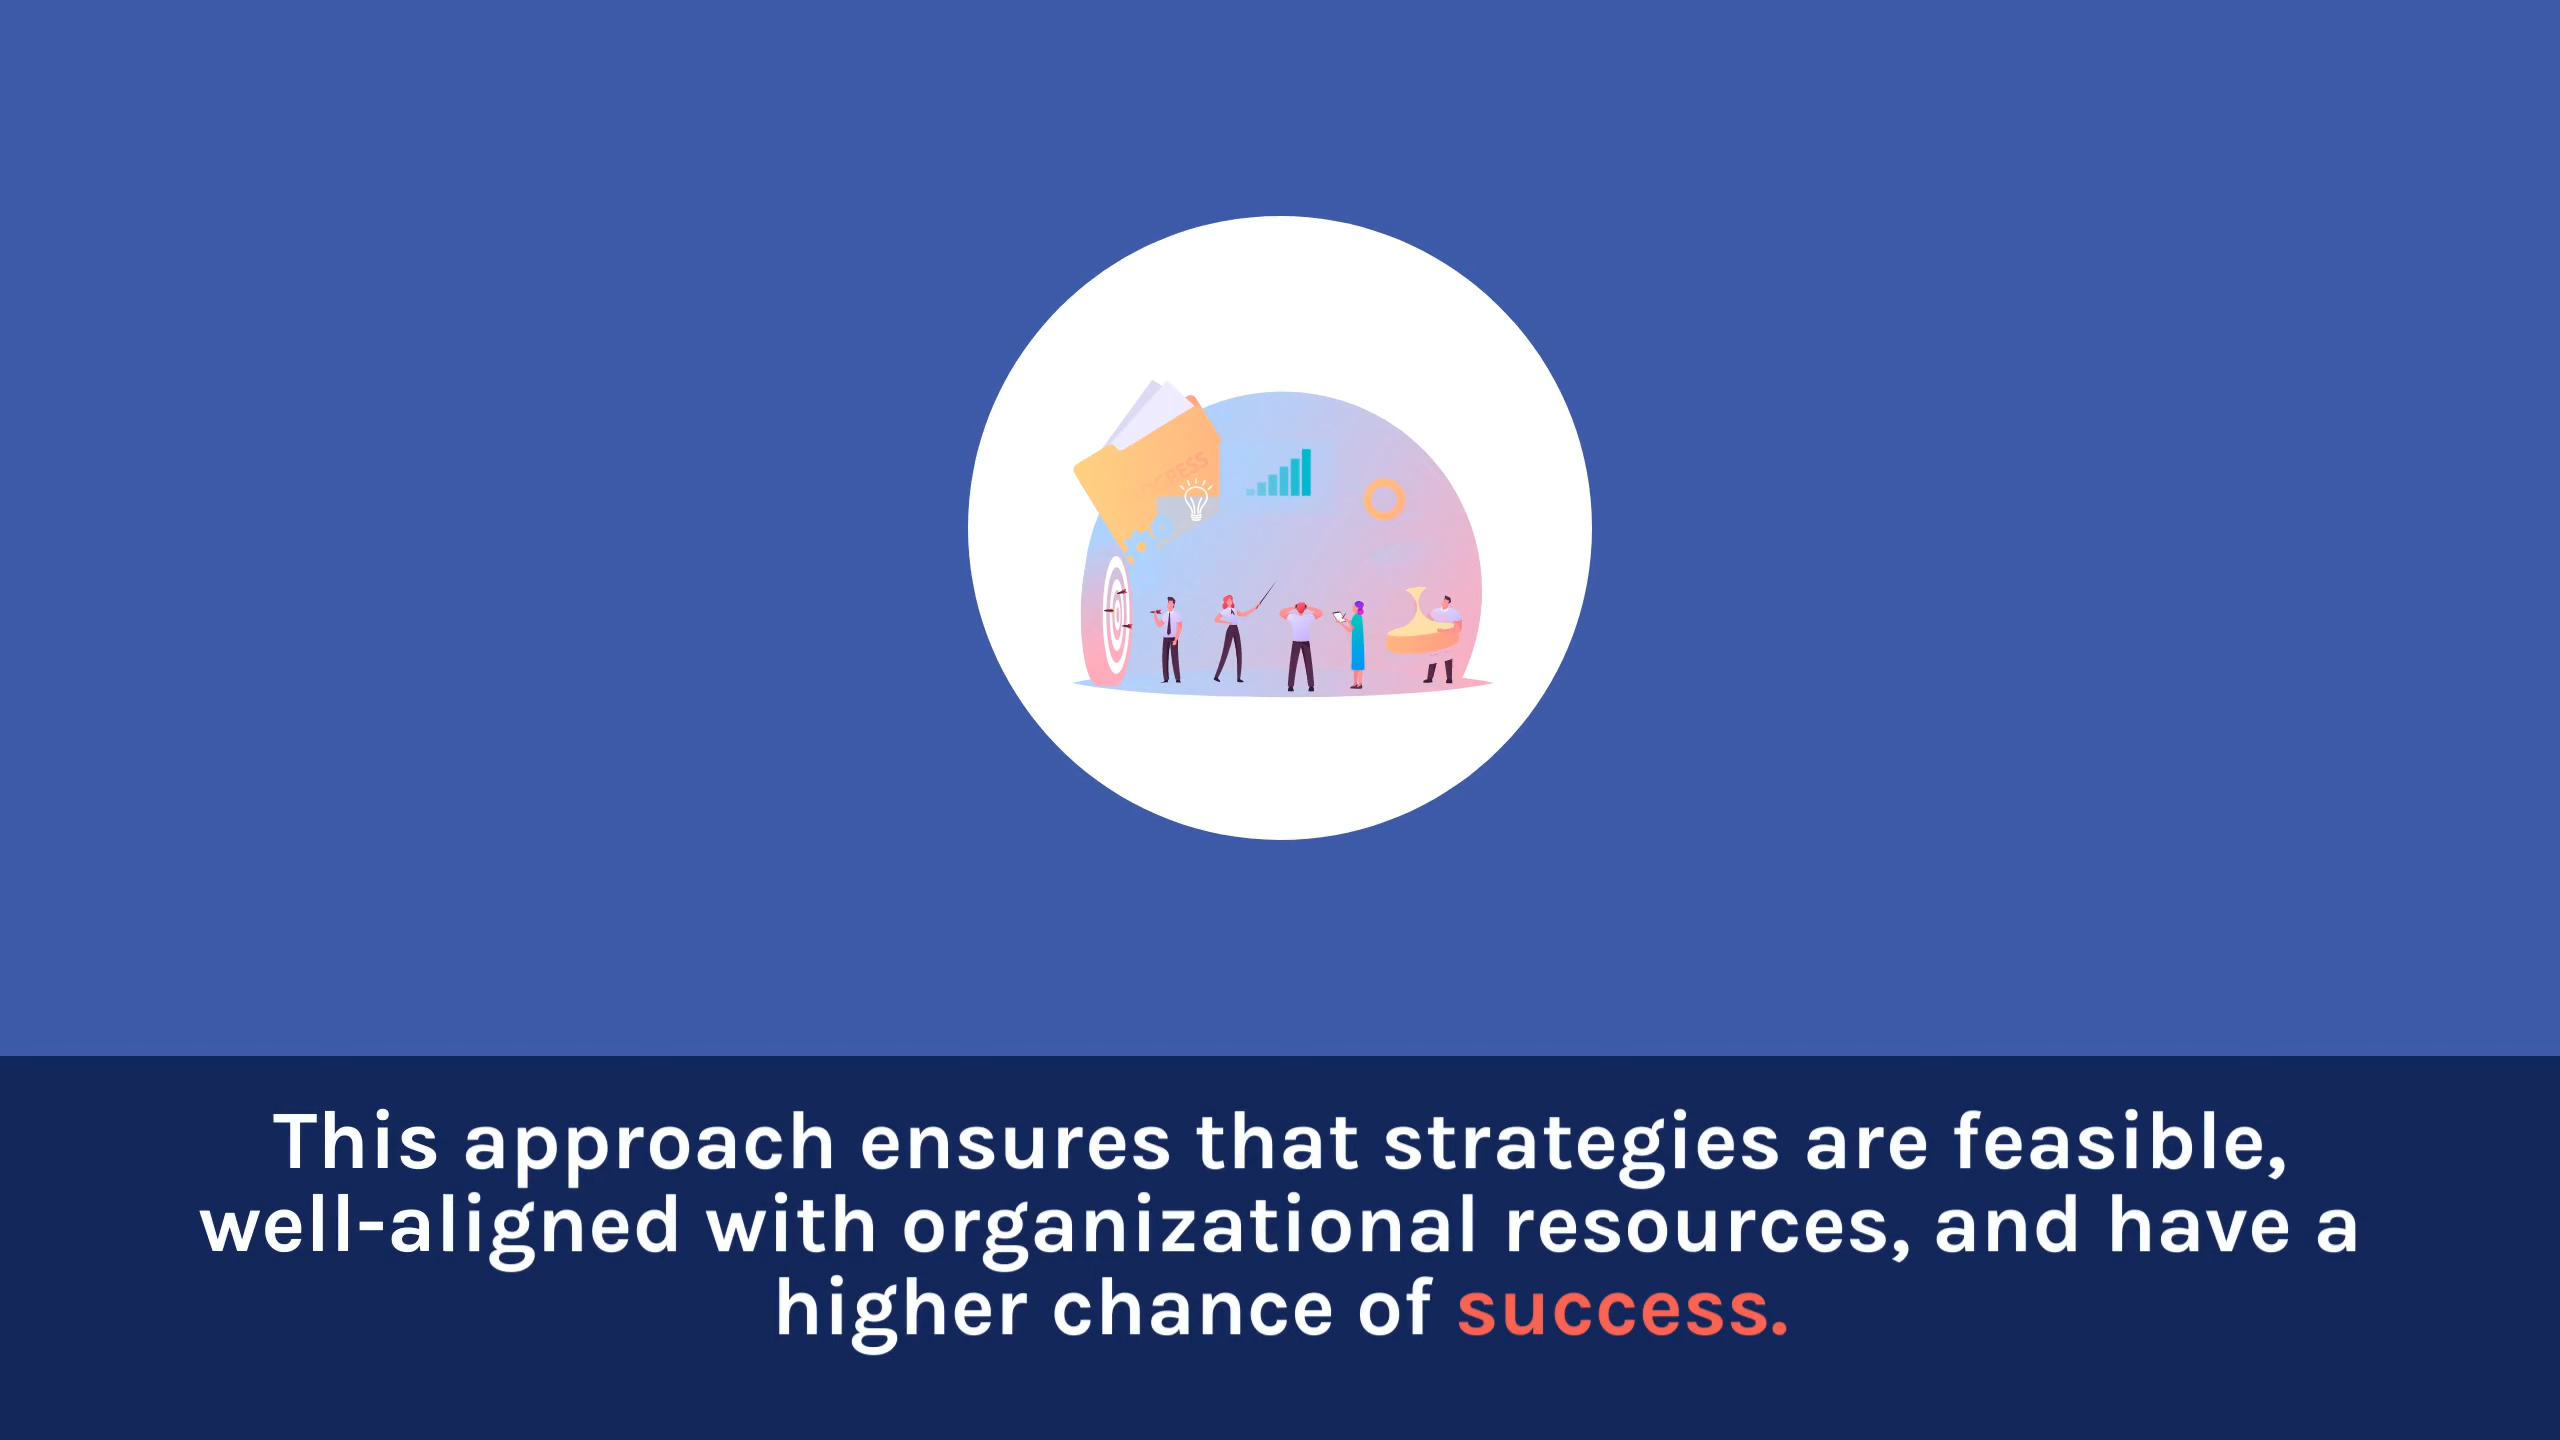 This approach ensures that strategies are feasible,
well-aligned with organizational resources, and have a
higher chance of success.